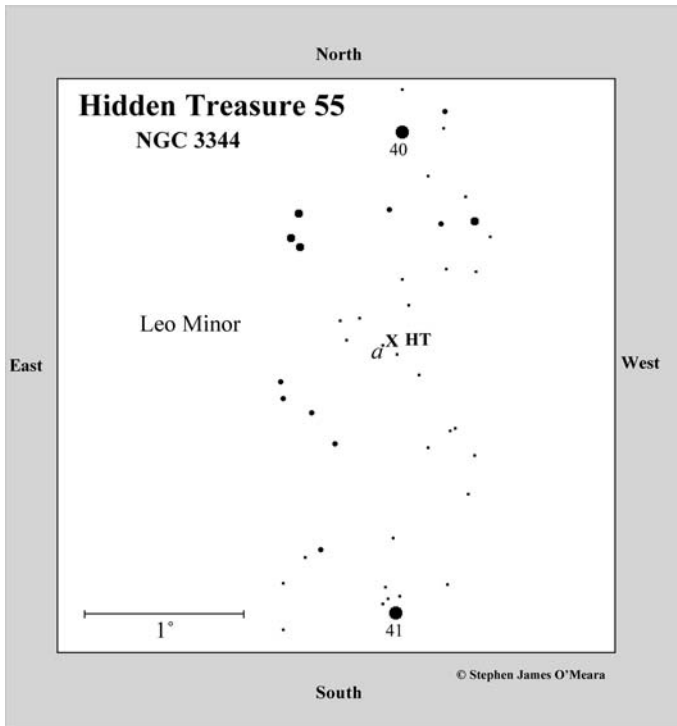 North
Hidden Treasure 55
NGC 3344
40
Leo Minor
X HT
a
East
West
41
1°
© Stephen James O'Meara
South